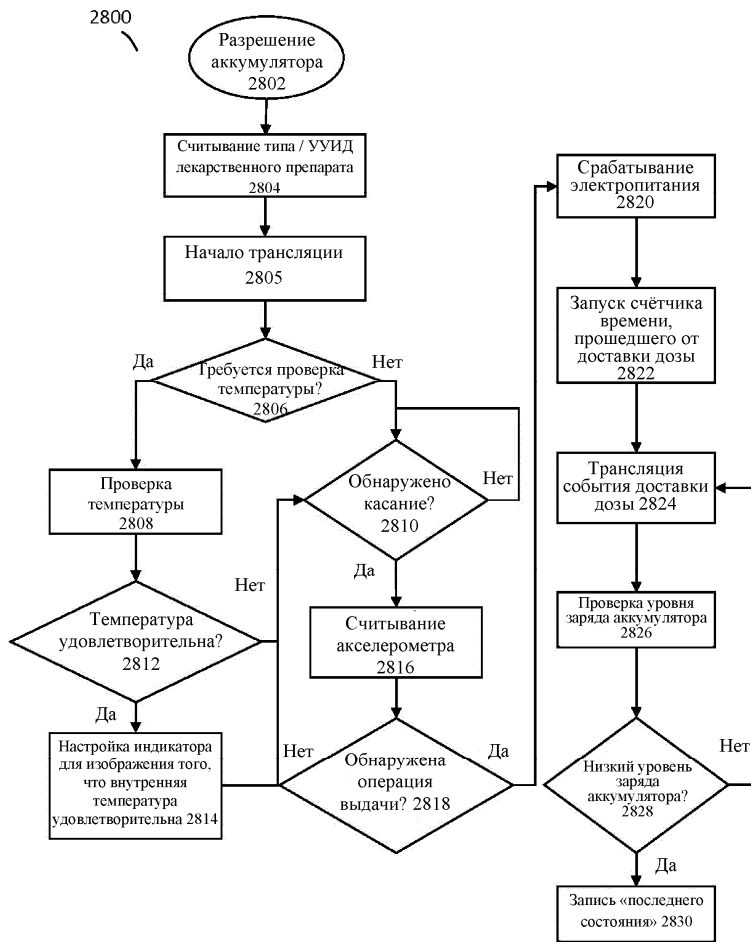 2800
Разрешение
аккумулятора
2802
Считывание типа / УУИД
лекарственного препарата
2804
Начало трансляции
2805
Да
Нет
Требуется проверка
температуры?
2806
Проверка
температуры
2808
Обнаружено
касание?
2810
Нет
Да
Температура
удовлетворительна?
2812
Нет
Да
Считывание
акселерометра
2816
Настройка индикатора
для изображения того,
что внутренняя
температура
удовлетворительна 2814
Нет
Обнаружена
операция
выдачи? 2818
Да
Срабатывание
электропитания
2820
Запуск счётчика
времени,
прошедшего от
доставки дозы
2822
Трансляция
события доставки
дозы 2824
Проверка уровня
заряда аккумулятора
2826
Низкий уровень
заряда
аккумулятора?
2828
Нет
Да
Запись «последнего
состояния» 2830